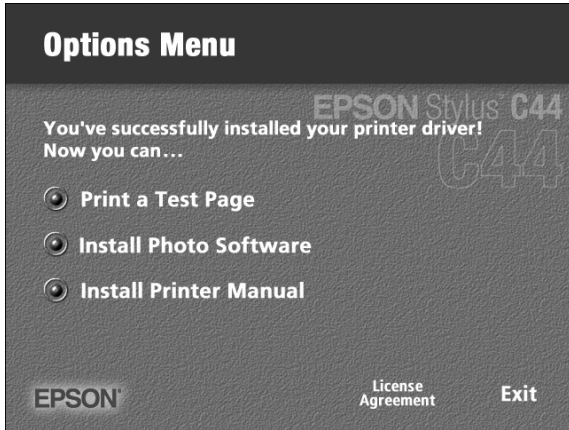 Options Menu
EPSON Stylus® C44
C44
You've successfully installed your printer driver!
Now you can...
Print a Test Page
Install Photo Software
Install Printer Manual
EPSON®
License
Agreement
Exit